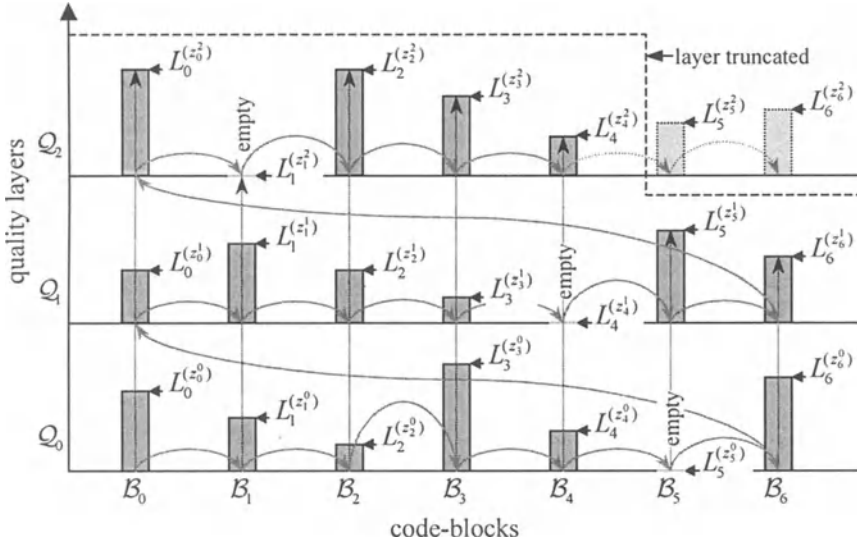 L_0^{(z_0^2)} L_2^{(z_2^2)} L_3^{(z_3^2)} layer truncated
empty L_4^{(z_4^2)} L_5^{(z_5^2)} L_6^{(z_6^2)}
Q_2 L_1^{(z_1^2)}
quality layers
L_0^{(z_0^1)} L_1^{(z_1^1)} L_2^{(z_2^1)} L_3^{(z_3^1)} empty L_5^{(z_5^1)} L_6^{(z_6^1)}
Q_1 L_4^{(z_4^1)}
L_0^{(z_0^0)} L_1^{(z_1^0)} L_2^{(z_2^0)} L_3^{(z_3^0)} L_4^{(z_4^0)} empty L_6^{(z_6^0)}
Q_0 L_5^{(z_5^0)}
B_0 B_1 B_2 B_3 B_4 B_5 B_6
code-blocks